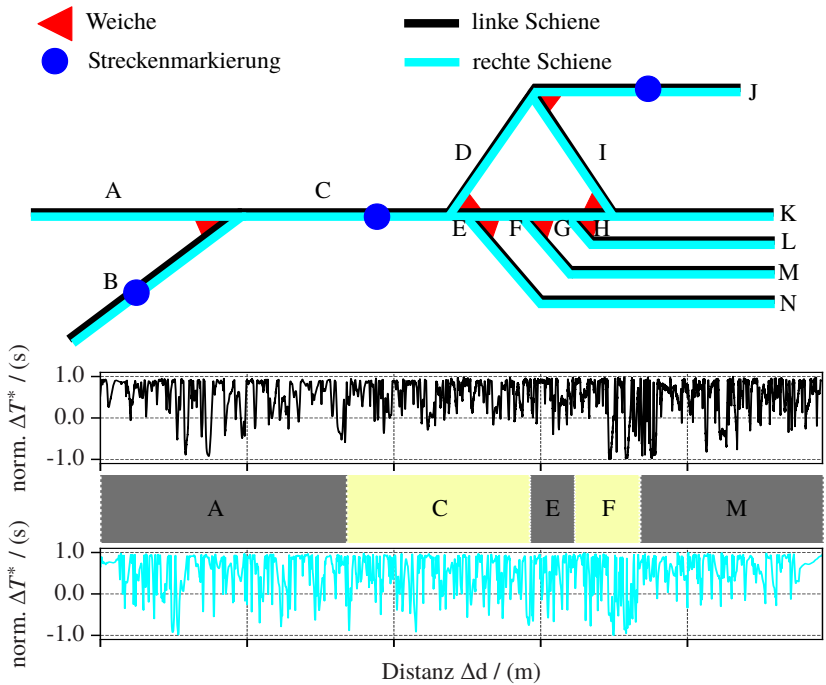 Weiche
linke Schiene
Streckenmarkierung
rechte Schiene
J
D
I
A
C
K
E
F
G
H
L
B
M
N
1.0
0.0
-1.0
norm. ΔT* / (s)
A
C
E
F
M
1.0
0.0
-1.0
norm. ΔT* / (s)
Distanz Δd / (m)